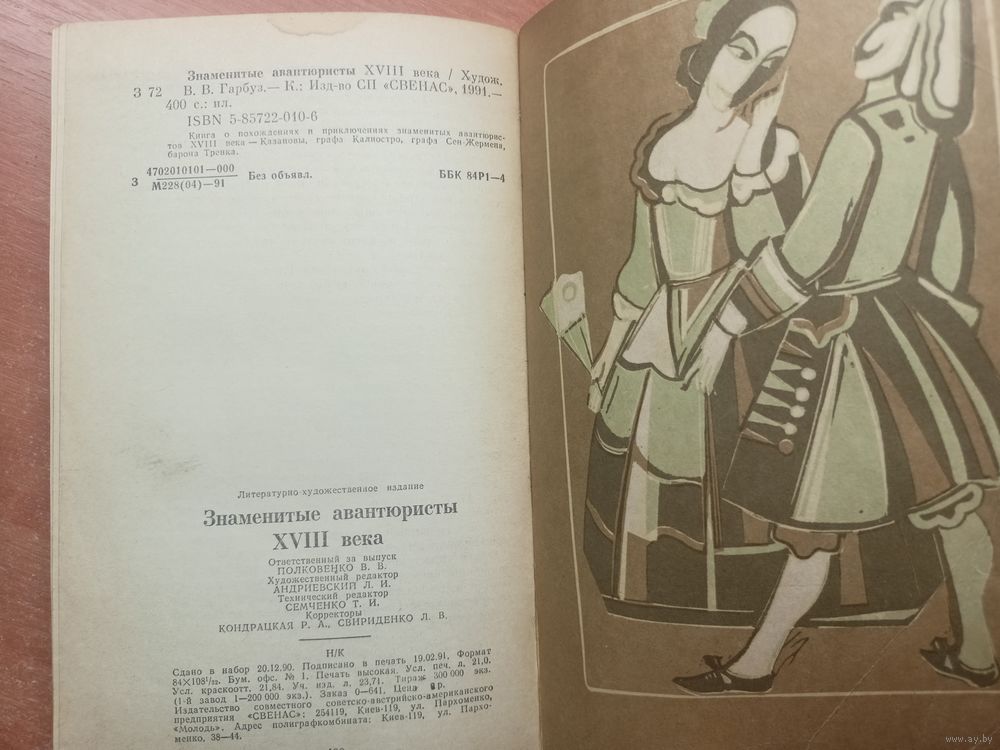 Знаменитые авантюристы XVIII века / Худож.
З 72 В. В. Гарбуз.— К.: Изд-во СП «СВЕНАС», 1991.—
400 с.: ил.
ISBN 5-85722-010-6
Книга о похождениях и приключениях знаменитых авантюрис-
тов XVIII века — Казановы, графа Калиостро, графа Сен-Жермена,
барона Тренка.
З 4702010101—000
М228(04)—91 Без объявл. ББК 84Р1—4
Литературно-художественное издание
Знаменитые авантюристы
XVIII века
Ответственный за выпуск
ПОЛКОВЕНКО В. В.
Художественный редактор
АНДРИЕВСКИЙ Л. И.
Технический редактор
СЕМЧЕНКО Т. И.
Корректоры
КОНДРАЦКАЯ Р. А., СВИРИДЕНКО Л. В.
Н/К
Сдано в набор 20.12.90. Подписано в печать 19.02.91. Формат
84×108¹/₃₂. Бум. офс. № 1. Печать высокая. Усл. печ. л. 21,0.
Усл. краскоотт. 21,84. Уч. изд. л. 23,71. Тираж 300 000 экз.
(1-й завод 1—200 000 экз.). Заказ 0—641. Цена р.
Издательство совместного советско-австрийско-американского
предприятия «СВЕНАС»: 254119, Киев-119, ул. Пархоменко,
«Молодь». Адрес полиграфкомбината: Киев-119, ул. Пархо-
менко, 38—44.
www.ay.by